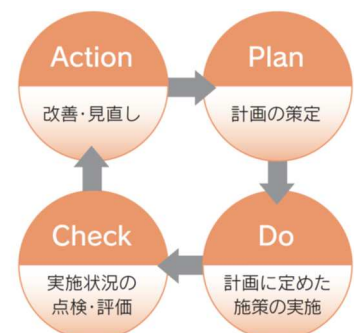 Action
改善・見直し
Plan
計画の策定
Check
実施状況の
点検・評価
Do
計画に定めた
施策の実施